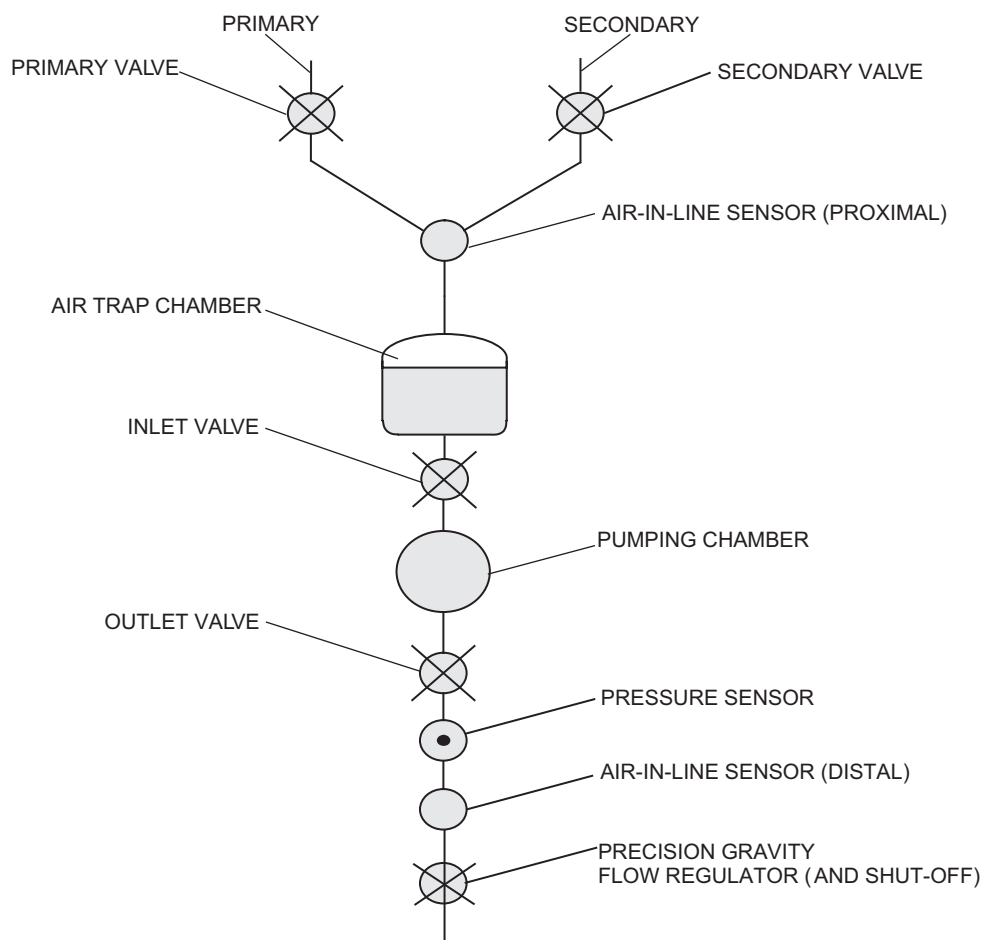 PRIMARY
SECONDARY
PRIMARY VALVE
SECONDARY VALVE
AIR-IN-LINE SENSOR (PROXIMAL)
AIR TRAP CHAMBER
INLET VALVE
PUMPING CHAMBER
OUTLET VALVE
PRESSURE SENSOR
AIR-IN-LINE SENSOR (DISTAL)
PRECISION GRAVITY
FLOW REGULATOR (AND SHUT-OFF)